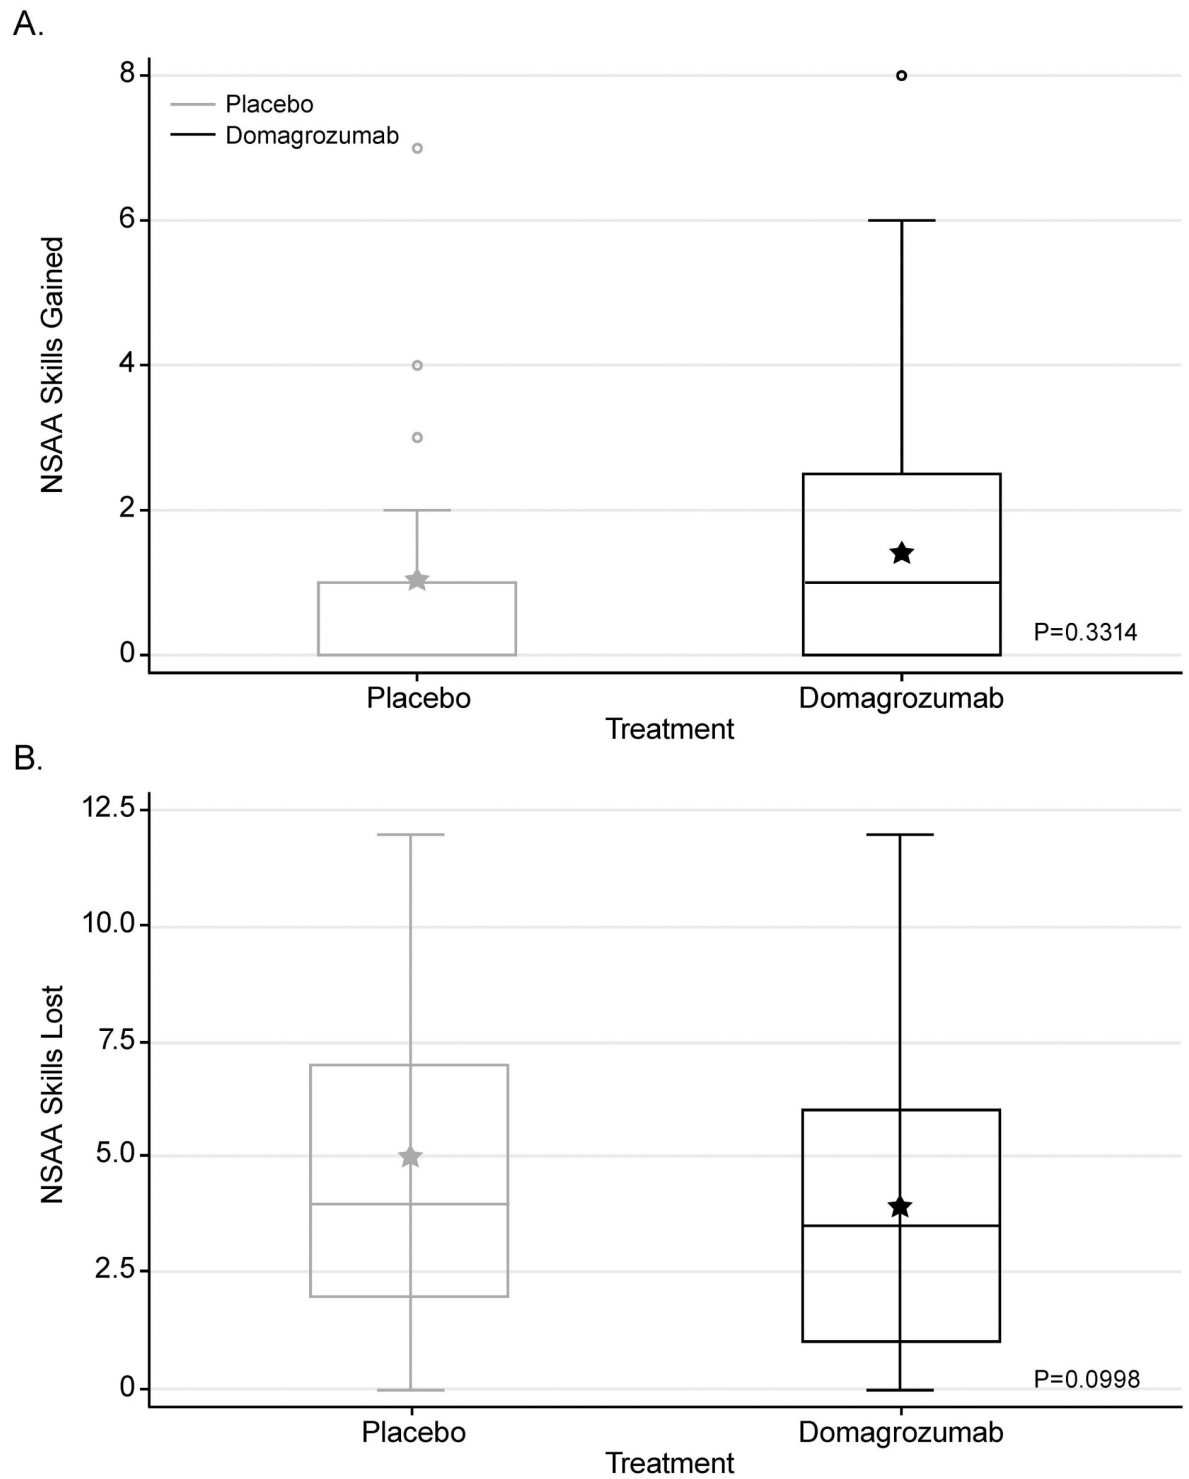 A.
8
Placebo
Domagrozumab
6
NSAA Skills Gained
4
2
P=0.3314
0
Placebo
Domagrozumab
Treatment
B.
12.5
10.0
NSAA Skills Lost
7.5
5.0
2.5
P=0.0998
0
Placebo
Domagrozumab
Treatment